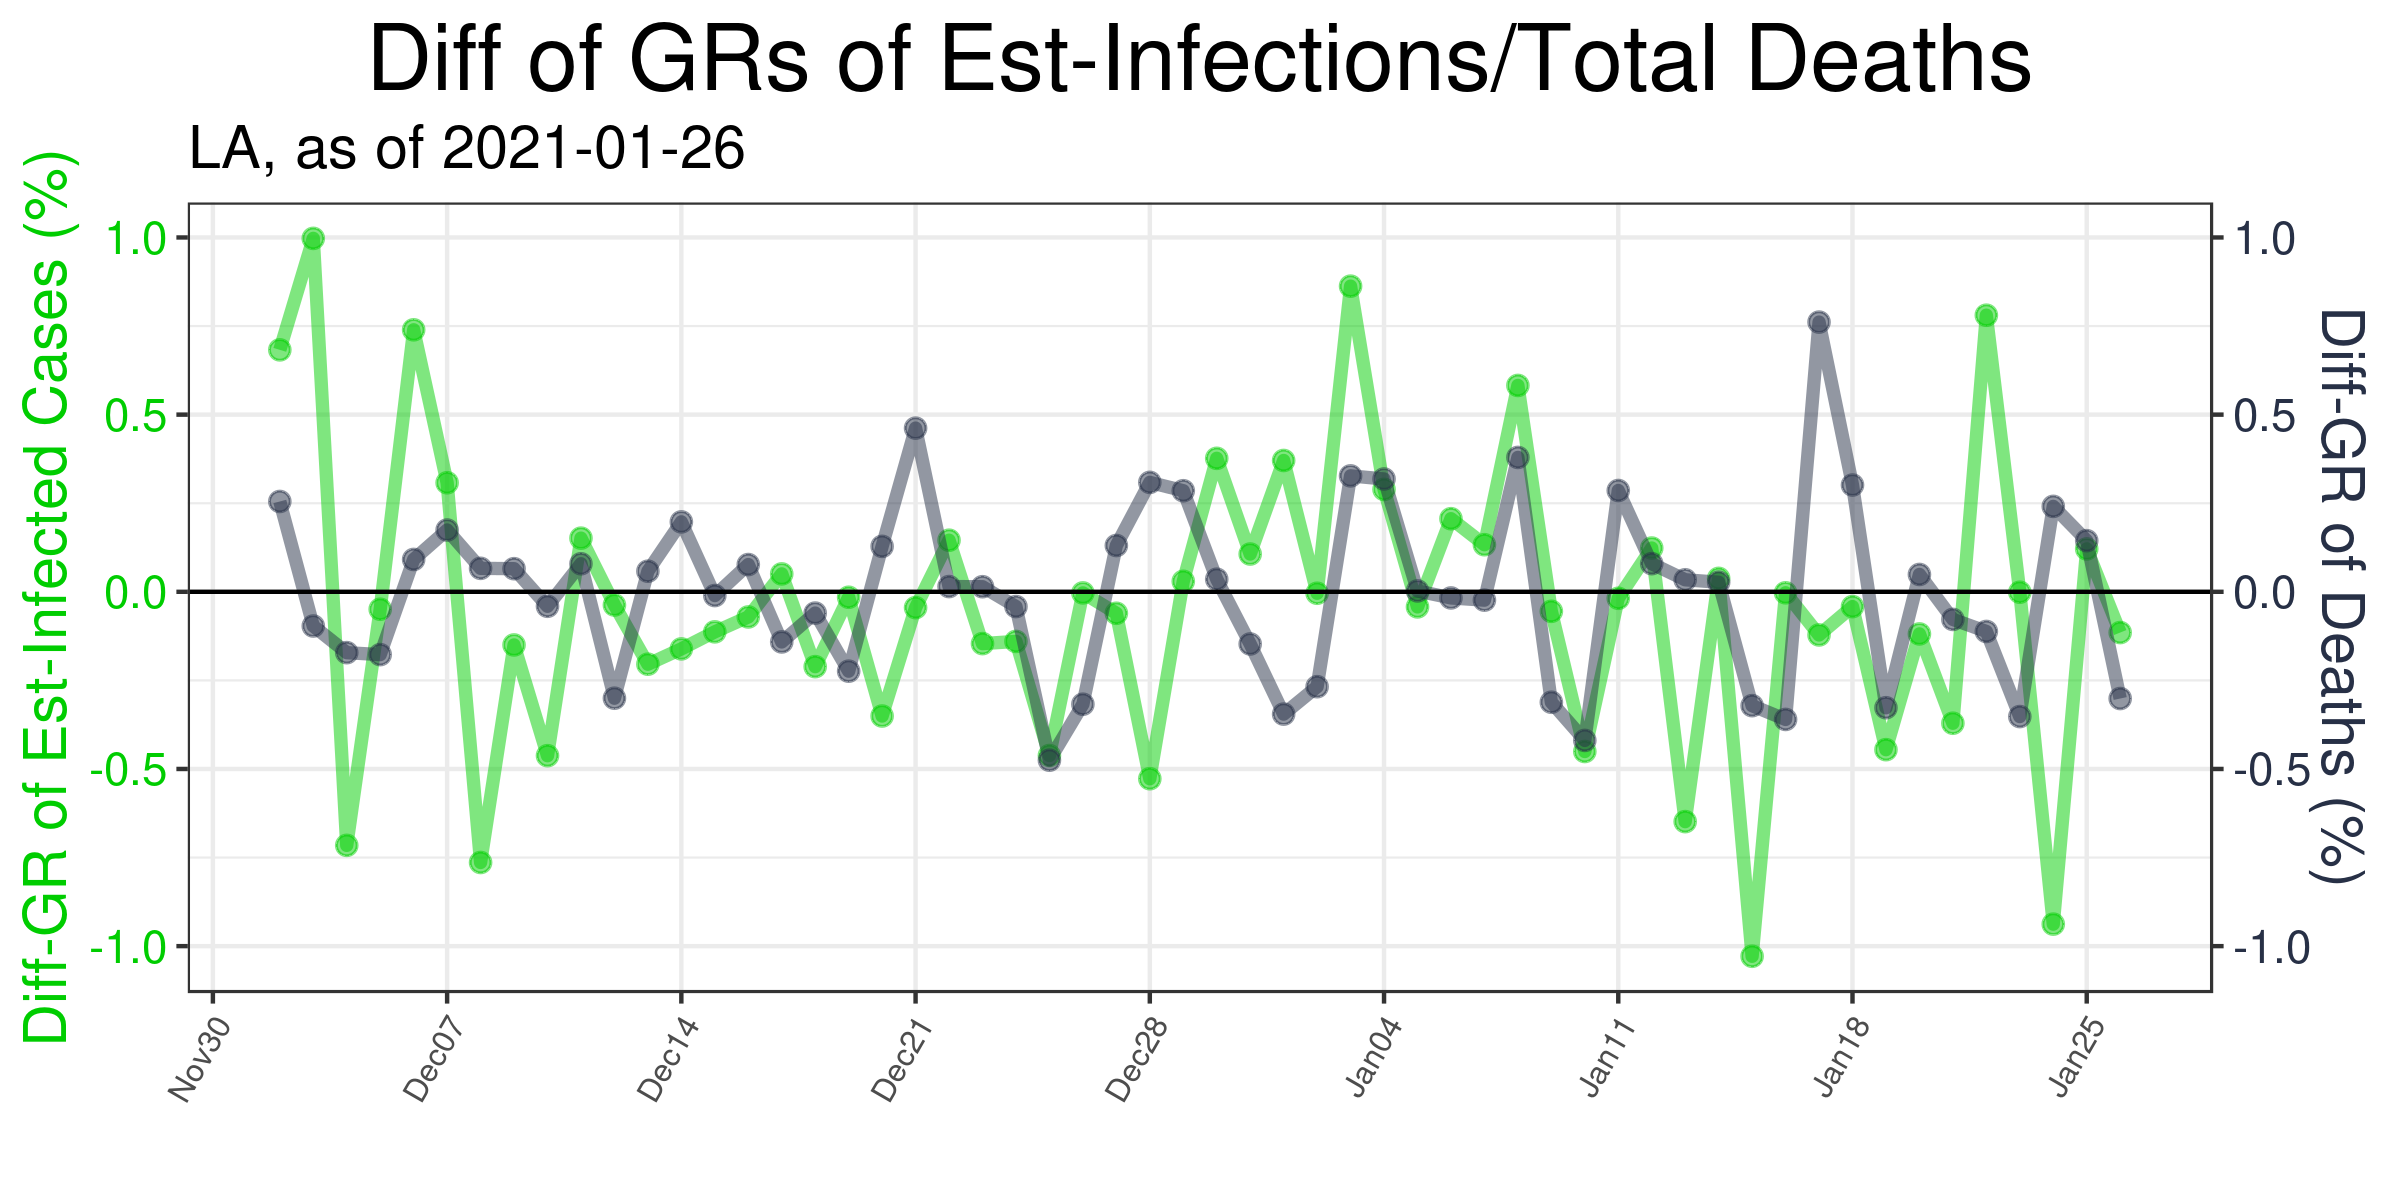 Diff of GRs of Est-Infections/Total Deaths
LA, as of 2021-01-26
Diff-GR of Est-Infected Cases (%)
1.0
0.5
0.0
-0.5
-1.0
1.0
0.5
0.0
-0.5
-1.0
Diff-GR of Deaths (%)
Nov30
Dec07
Dec14
Dec21
Dec28
Jan04
Jan11
Jan18
Jan25